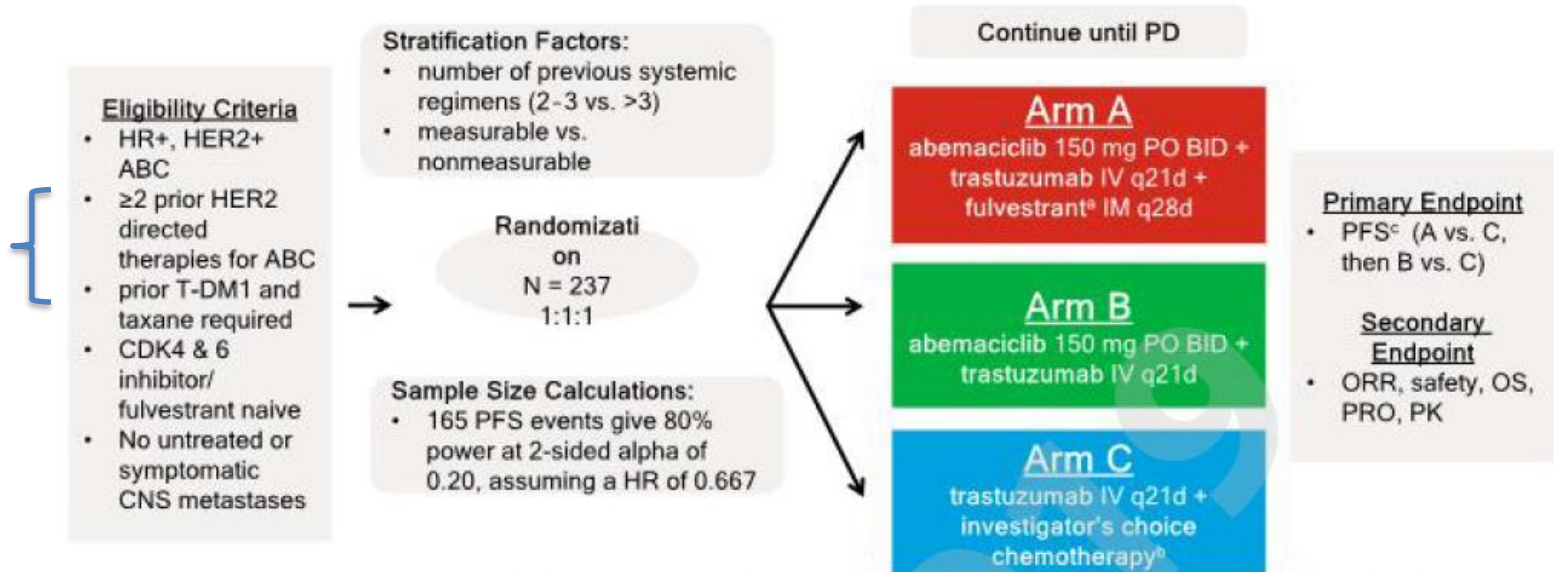 Eligibility Criteria
• HR+, HER2+
ABC
• ≥2 prior HER2
directed
therapies for ABC
• prior T-DM1 and
taxane required
• CDK4 & 6
inhibitor/
fulvestrant naive
• No untreated or
symptomatic
CNS metastases
Stratification Factors:
• number of previous systemic
regimens (2-3 vs. >3)
• measurable vs.
nonmeasurable
Randomizati
on
N = 237
1:1:1
Sample Size Calculations:
• 165 PFS events give 80%
power at 2-sided alpha of
0.20, assuming a HR of 0.667
Continue until PD
Arm A
abemaciclib 150 mg PO BID +
trastuzumab IV q21d +
fulvestrantᵃ IM q28d
Arm B
abemaciclib 150 mg PO BID +
trastuzumab IV q21d
Arm C
trastuzumab IV q21d +
investigator's choice
chemotherapyᵇ
Primary Endpoint
• PFSᶜ (A vs. C,
then B vs. C)
Secondary
Endpoint
• ORR, safety, OS,
PRO, PK